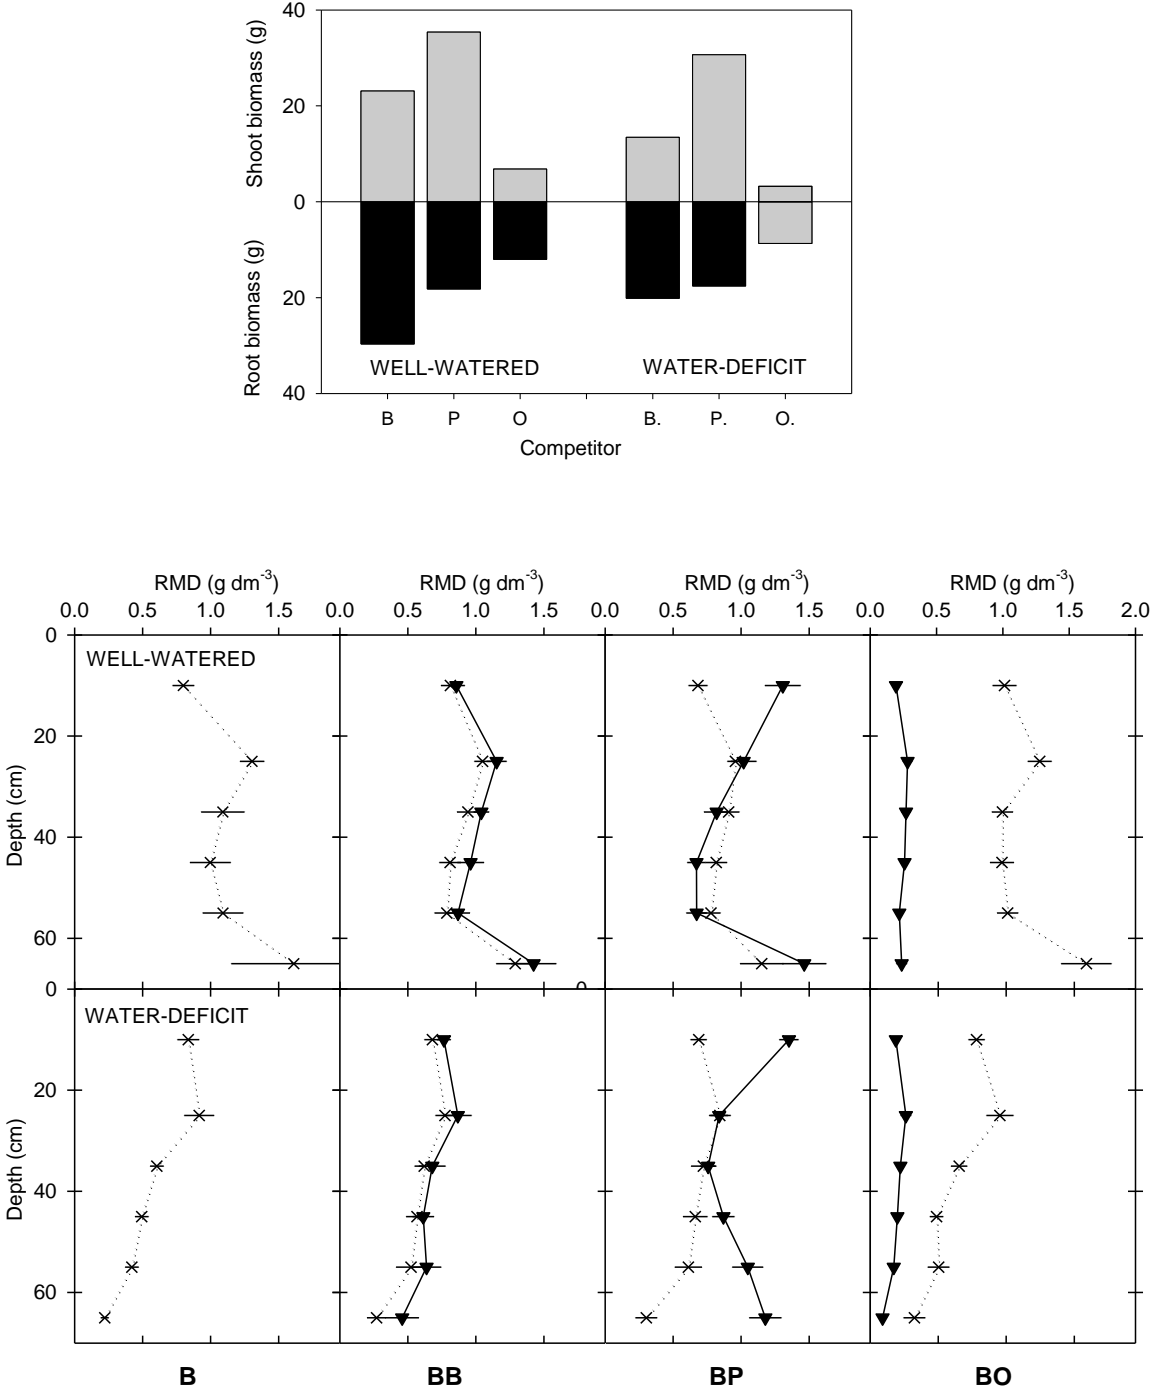 40
20
0
20
40
Shoot biomass (g)
Root biomass (g)
WELL-WATERED
WATER-DEFICIT
B P O B. P. O.
Competitor
RMD (g dm-3) RMD (g dm-3) RMD (g dm-3) RMD (g dm-3)
0.0 0.5 1.0 1.5 0.0 0.5 1.0 1.5 0.0 0.5 1.0 1.5 0.0 0.5 1.0 1.5 2.0
0
WELL-WATERED
20
40
60
Depth (cm)
0
0
WATER-DEFICIT
20
40
60
Depth (cm)
B BB BP BO